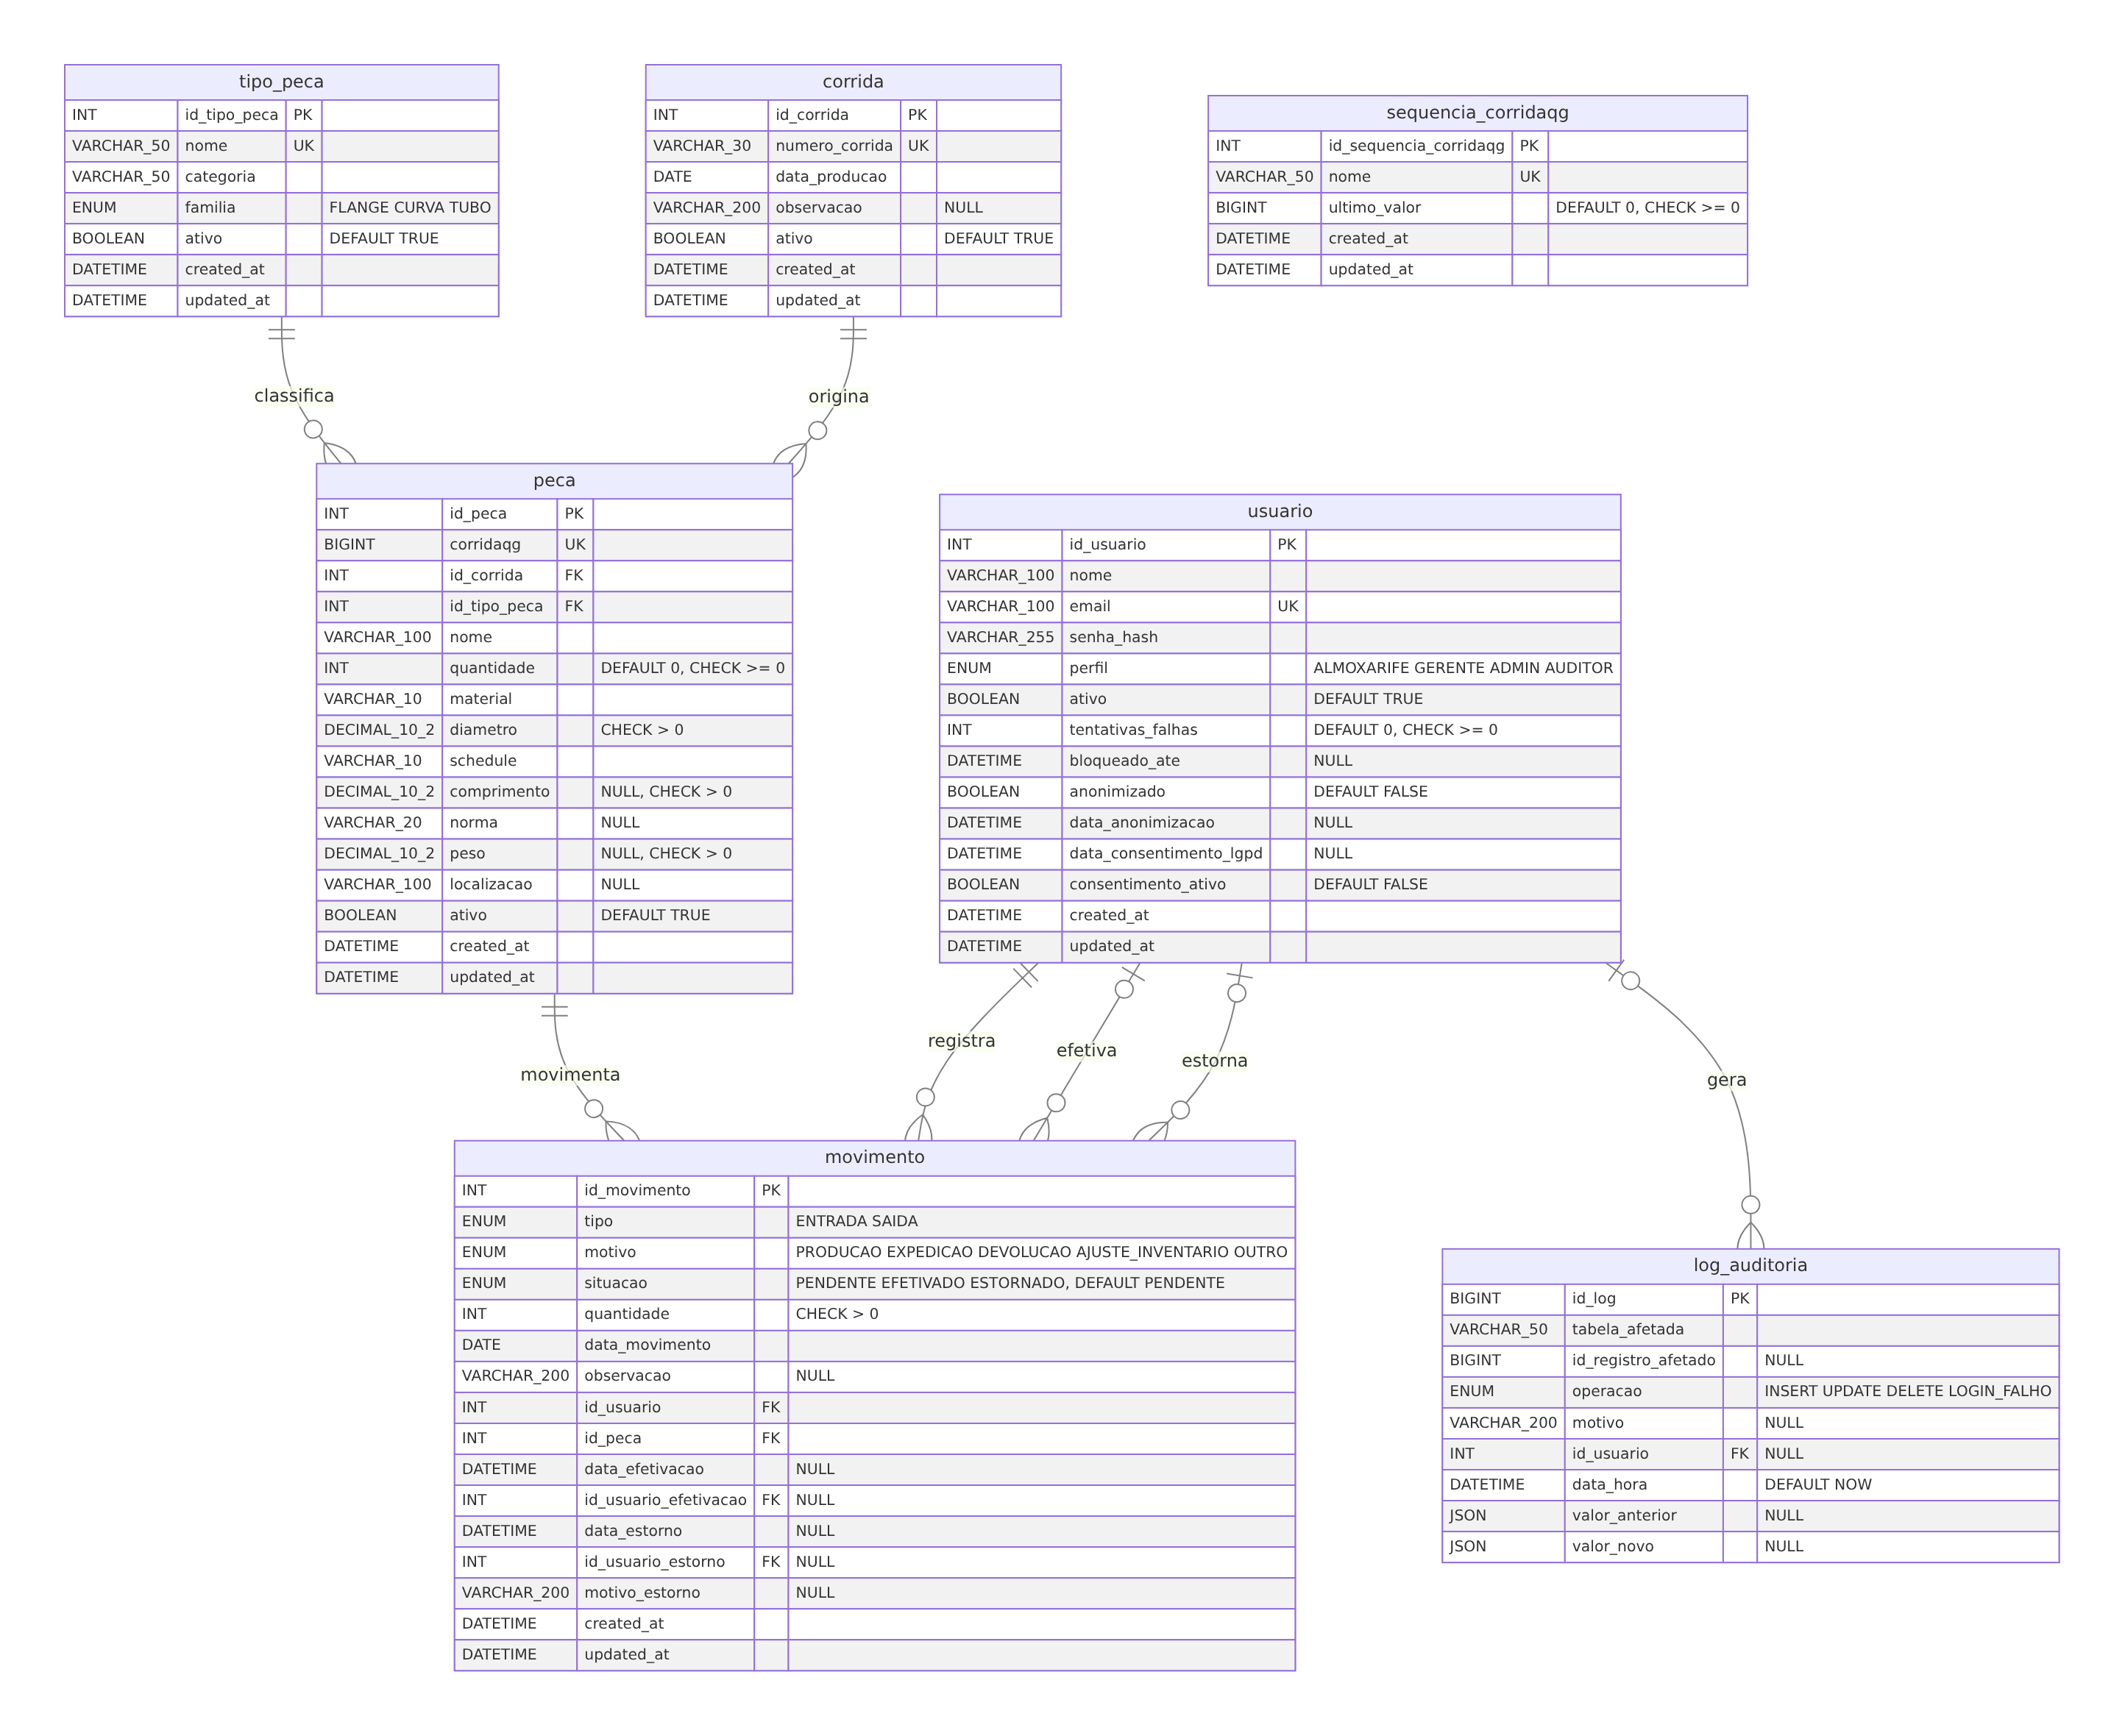 tipo_peca
INT id_tipo_peca PK
VARCHAR_50 nome UK
VARCHAR_50 categoria
ENUM familia FLANGE CURVA TUBO
BOOLEAN ativo DEFAULT TRUE
DATETIME created_at
DATETIME updated_at
corrida
INT id_corrida PK
VARCHAR_30 numero_corrida UK
DATE data_producao
VARCHAR_200 observacao NULL
BOOLEAN ativo DEFAULT TRUE
DATETIME created_at
DATETIME updated_at
sequencia_corridaqg
INT id_sequencia_corridaqg PK
VARCHAR_50 nome UK
BIGINT ultimo_valor DEFAULT 0, CHECK >= 0
DATETIME created_at
DATETIME updated_at
classifica
origina
peca
INT id_peca PK
BIGINT corridaqg UK
INT id_corrida FK
INT id_tipo_peca FK
VARCHAR_100 nome
INT quantidade DEFAULT 0, CHECK >= 0
VARCHAR_10 material
DECIMAL_10_2 diametro CHECK > 0
VARCHAR_10 schedule
DECIMAL_10_2 comprimento NULL, CHECK > 0
VARCHAR_20 norma NULL
DECIMAL_10_2 peso NULL, CHECK > 0
VARCHAR_100 localizacao NULL
BOOLEAN ativo DEFAULT TRUE
DATETIME created_at
DATETIME updated_at
usuario
INT id_usuario PK
VARCHAR_100 nome
VARCHAR_100 email UK
VARCHAR_255 senha_hash
ENUM perfil ALMOXARIFE GERENTE ADMIN AUDITOR
BOOLEAN ativo DEFAULT TRUE
INT tentativas_falhas DEFAULT 0, CHECK >= 0
DATETIME bloqueado_ate NULL
BOOLEAN anonimizado DEFAULT FALSE
DATETIME data_anonimizacao NULL
DATETIME data_consentimento_lgpd NULL
BOOLEAN consentimento_ativo DEFAULT FALSE
DATETIME created_at
DATETIME updated_at
movimenta
registra
efetiva
estorna
gera
movimento
INT id_movimento PK
ENUM tipo ENTRADA SAIDA
ENUM motivo PRODUCAO EXPEDICAO DEVOLUCAO AJUSTE_INVENTARIO OUTRO
ENUM situacao PENDENTE EFETIVADO ESTORNADO, DEFAULT PENDENTE
INT quantidade CHECK > 0
DATE data_movimento
VARCHAR_200 observacao NULL
INT id_usuario FK
INT id_peca FK
DATETIME data_efetivacao NULL
INT id_usuario_efetivacao FK NULL
DATETIME data_estorno NULL
INT id_usuario_estorno FK NULL
VARCHAR_200 motivo_estorno NULL
DATETIME created_at
DATETIME updated_at
log_auditoria
BIGINT id_log PK
VARCHAR_50 tabela_afetada
BIGINT id_registro_afetado NULL
ENUM operacao INSERT UPDATE DELETE LOGIN_FALHO
VARCHAR_200 motivo NULL
INT id_usuario FK NULL
DATETIME data_hora DEFAULT NOW
JSON valor_anterior NULL
JSON valor_novo NULL